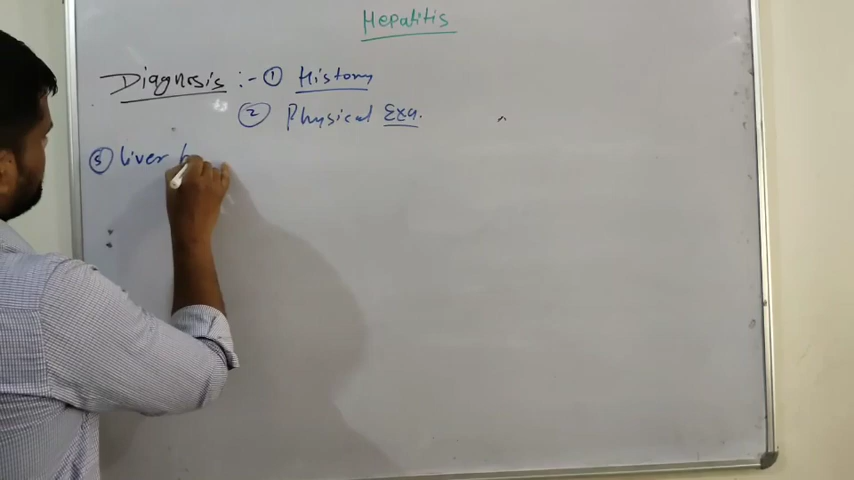 Hepatitis
Diagnosis :- ① History
② Physical Exa.
③ Liver